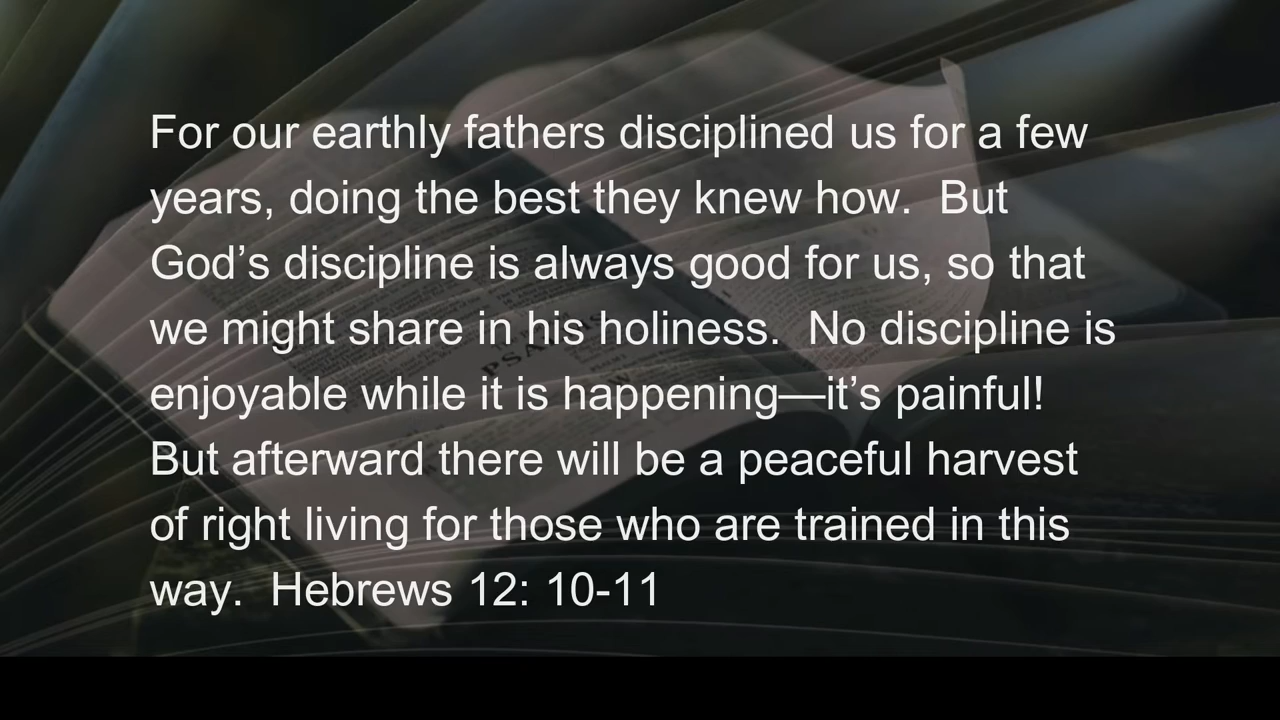 For our earthly fathers disciplined us for a few
years, doing the best they knew how.  But
God’s discipline is always good for us, so that
we might share in his holiness.  No discipline is
enjoyable while it is happening—it’s painful!
But afterward there will be a peaceful harvest
of right living for those who are trained in this
way.  Hebrews 12: 10-11